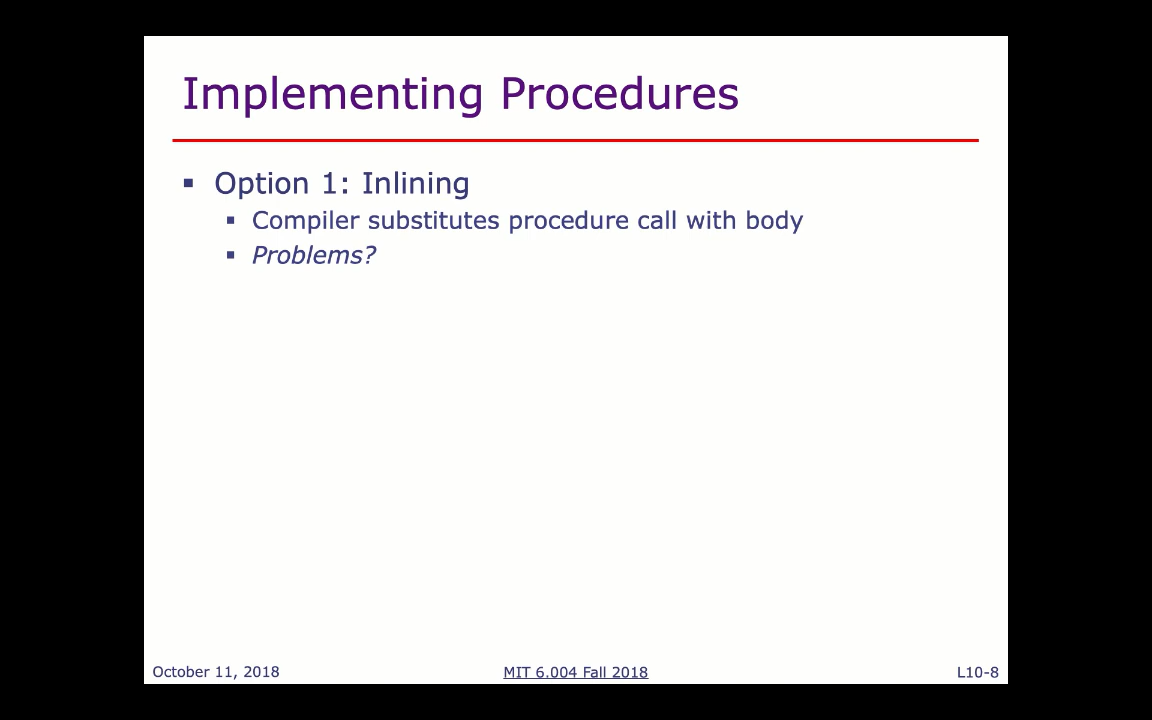 Implementing Procedures
▪ Option 1: Inlining
▪ Compiler substitutes procedure call with body
▪ Problems?
October 11, 2018
MIT 6.004 Fall 2018
L10-8